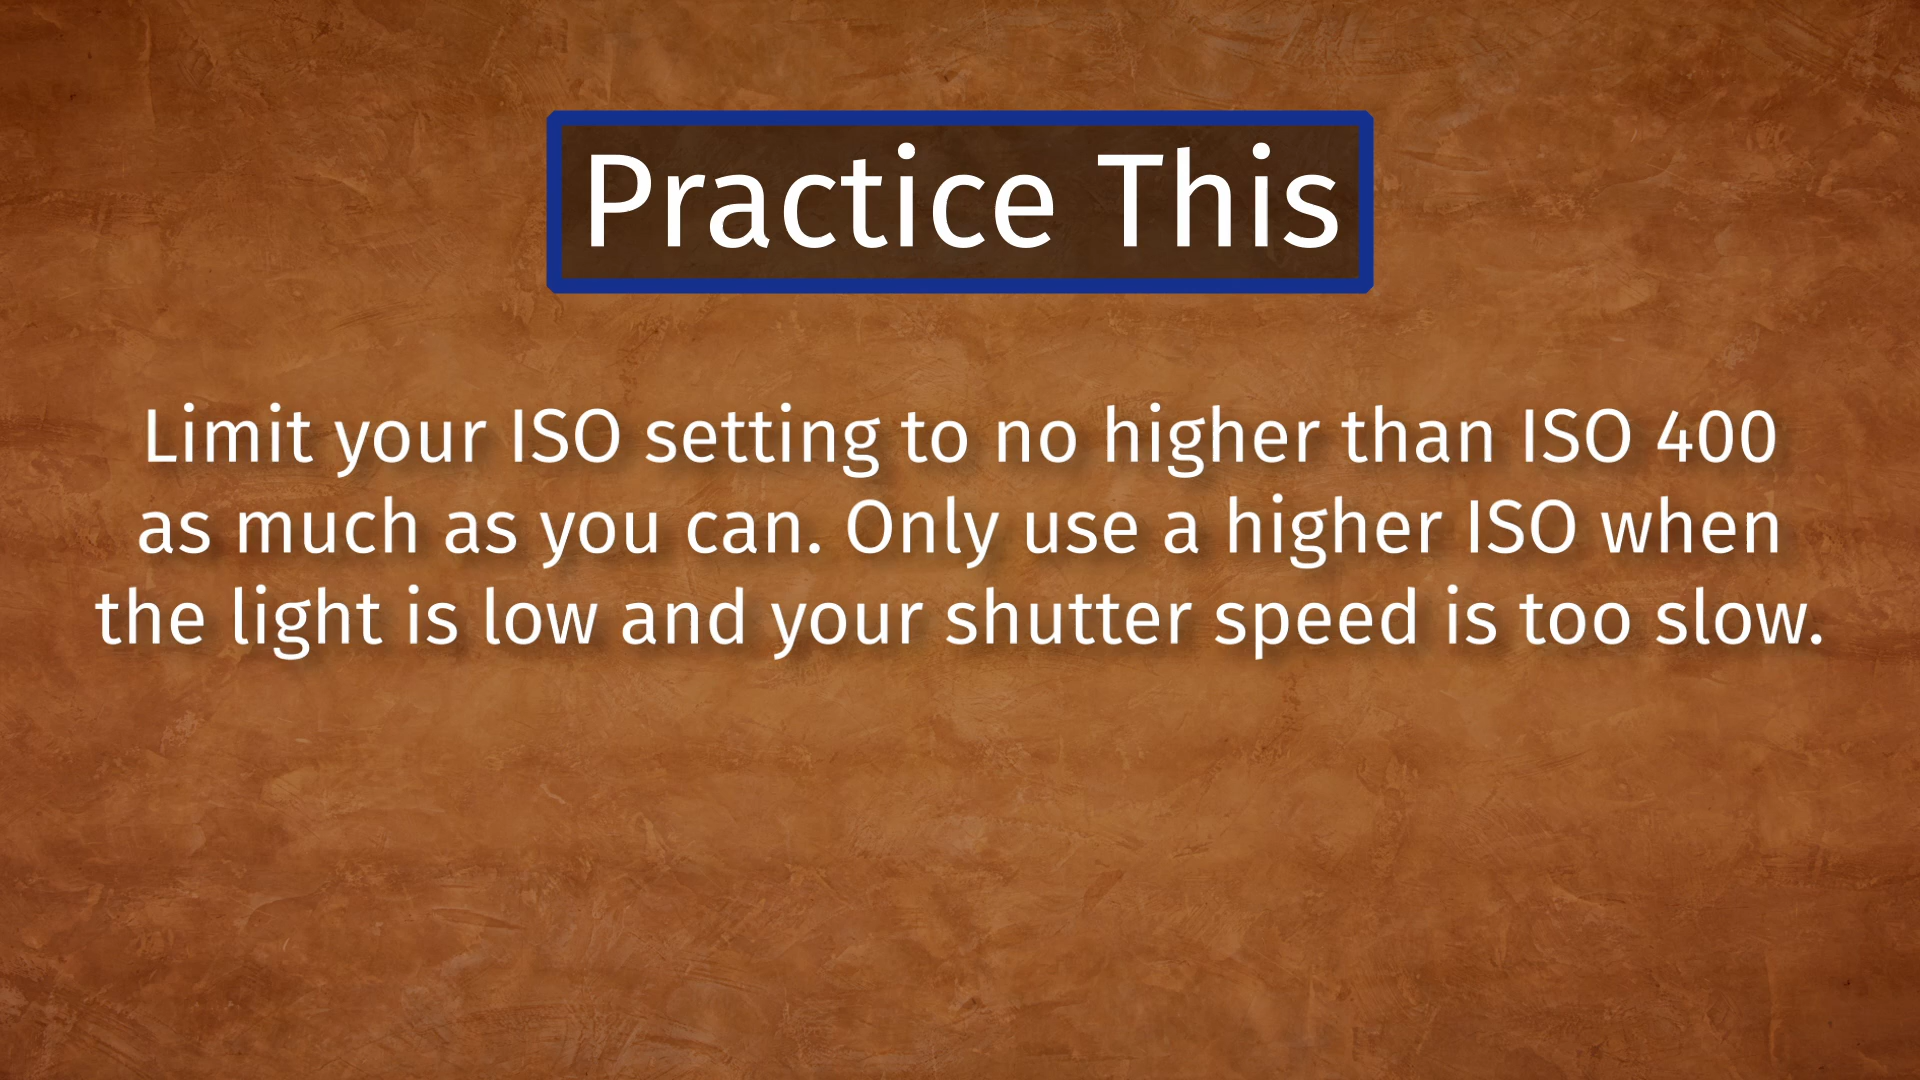 Practice This
Limit your ISO setting to no higher than ISO 400
as much as you can. Only use a higher ISO when
the light is low and your shutter speed is too slow.